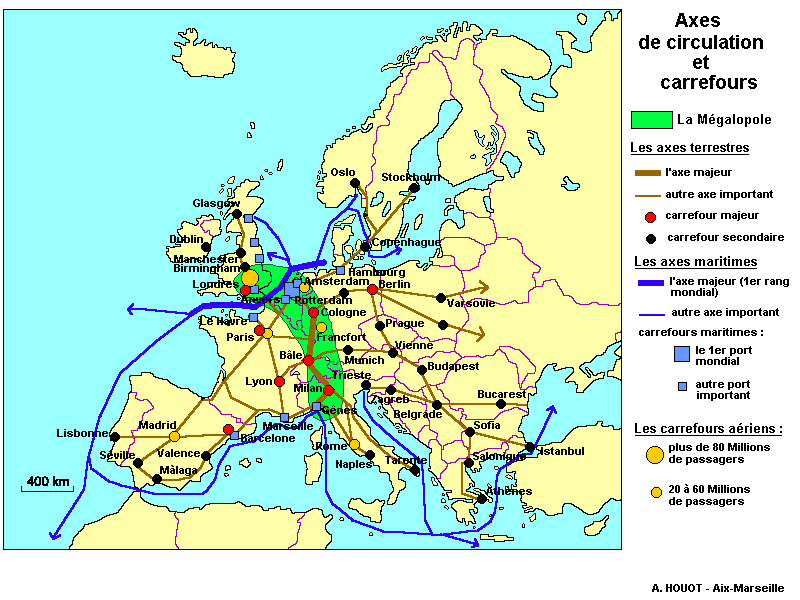 Axes
de circulation
et
carrefours
La Mégalopole
Les axes terrestres
l'axe majeur
autre axe important
carrefour majeur
carrefour secondaire
Les axes maritimes
l'axe majeur (1er rang
mondial)
autre axe important
carrefours maritimes :
le 1er port
mondial
autre port
important
Les carrefours aériens :
plus de 80 Millions
de passagers
20 à 60 Millions
de passagers
Oslo
Stockholm
Glasgow
Dublin
Copenhague
Manchester
Birmingham
Hambourg
Londres
Amsterdam
Berlin
Anvers
Rotterdam
Varsovie
Le Havre
Cologne
Paris
Prague
Francfort
Vienne
Bâle
Munich
Budapest
Lyon
Trieste
Milan
Zagreb
Bucarest
Gênes
Belgrade
Madrid
Marseille
Sofia
Lisbonne
Barcelone
Rome
Istanbul
Séville
Valence
Naples
Tarente
Salonique
Màlaga
Athènes
400 km
A. HOUOT - Aix-Marseille